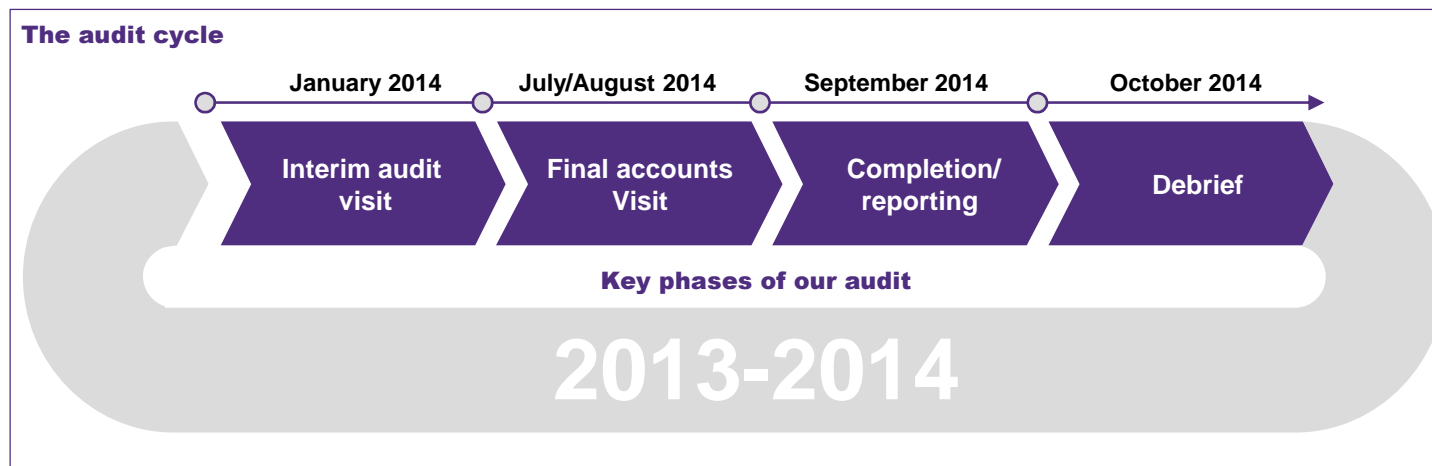 The audit cycle
January 2014
July/August 2014
September 2014
October 2014
Interim audit
visit
Final accounts
Visit
Completion/
reporting
Debrief
Key phases of our audit
2013-2014